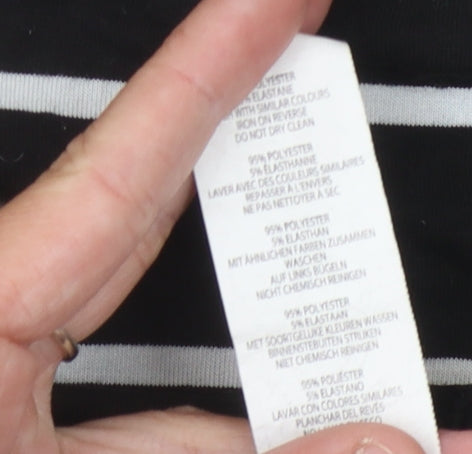 POLYESTER
ELASTANE
WITH SIMILAR COLOURS
IRON ON REVERSE
DO NOT DRY CLEAN
95% POLYESTER
5% ÉLASTHANNE
LAVER AVEC DES COULEURS SIMILAIRES
REPASSER À L'ENVERS
NE PAS NETTOYER À SEC
95% POLYESTER
5% ELASTHAN
MIT ÄHNLICHEN FARBEN ZUSAMMEN
WASCHEN
AUF LINKS BÜGELN
NICHT CHEMISCH REINIGEN
95% POLYESTER
5% ELASTAAN
MET SOORTGELIJKE KLEUREN WASSEN
BINNENSTEBUITEN STRIJKEN
NIET CHEMISCH REINIGEN
95% POLIÉSTER
5% ELASTANO
LAVAR CON COLORES SIMILARES
PLANCHAR DEL REVÉS